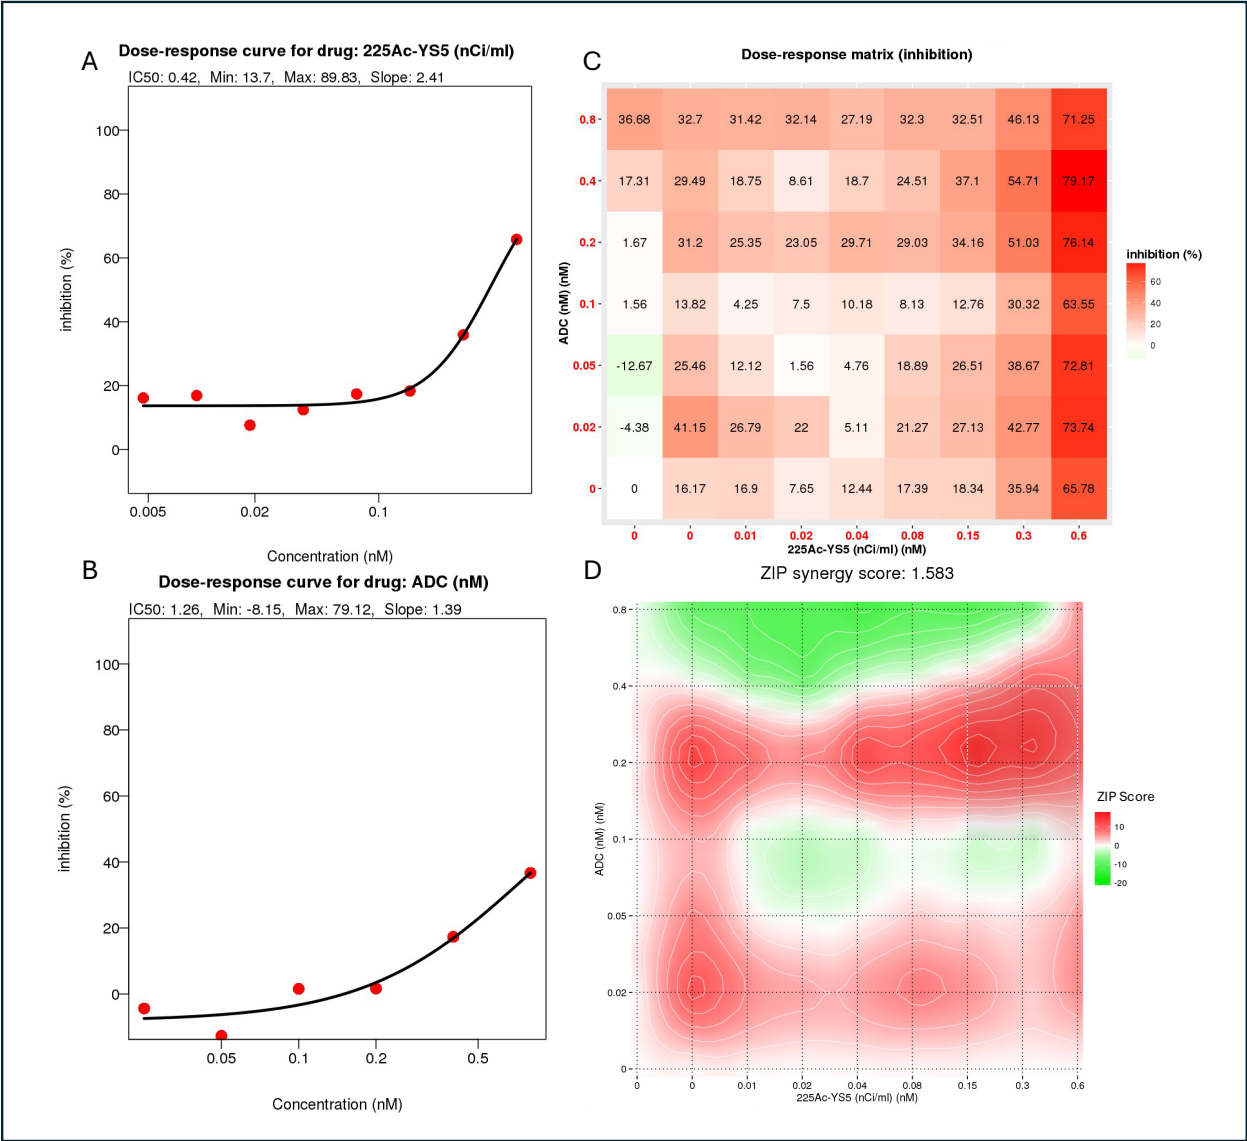 A
Dose-response curve for drug: 225Ac-YS5 (nCi/ml)
IC50: 0.42, Min: 13.7, Max: 89.83, Slope: 2.41
100
80
60
40
20
0
inhibition (%)
0.005 0.02 0.1
Concentration (nM)
B
Dose-response curve for drug: ADC (nM)
IC50: 1.26, Min: -8.15, Max: 79.12, Slope: 1.39
100
80
60
40
20
0
inhibition (%)
0.05 0.1 0.2 0.5
Concentration (nM)
C
Dose-response matrix (inhibition)
ADC (nM) (nM)
0.8 36.68 32.7 31.42 32.14 27.19 32.3 32.51 46.13 71.25
0.4 17.31 29.49 18.75 8.61 18.7 24.51 37.1 54.71 79.17
0.2 1.67 31.2 25.35 23.05 29.71 29.03 34.16 51.03 76.14
0.1 1.56 13.82 4.25 7.5 10.18 8.13 12.76 30.32 63.55
0.05 -12.67 25.46 12.12 1.56 4.76 18.89 26.51 38.67 72.81
0.02 -4.38 41.15 26.79 22 5.11 21.27 27.13 42.77 73.74
0 0 16.17 16.9 7.65 12.44 17.39 18.34 35.94 65.78
0 0 0.01 0.02 0.04 0.08 0.15 0.3 0.6
225Ac-YS5 (nCi/ml) (nM)
inhibition (%)
60
40
20
0
D
ZIP synergy score: 1.583
ADC (nM) (nM)
0.8
0.4
0.2
0.1
0.05
0.02
0
0 0 0.01 0.02 0.04 0.08 0.15 0.3 0.6
225Ac-YS5 (nCi/ml) (nM)
ZIP Score
10
0
-10
-20